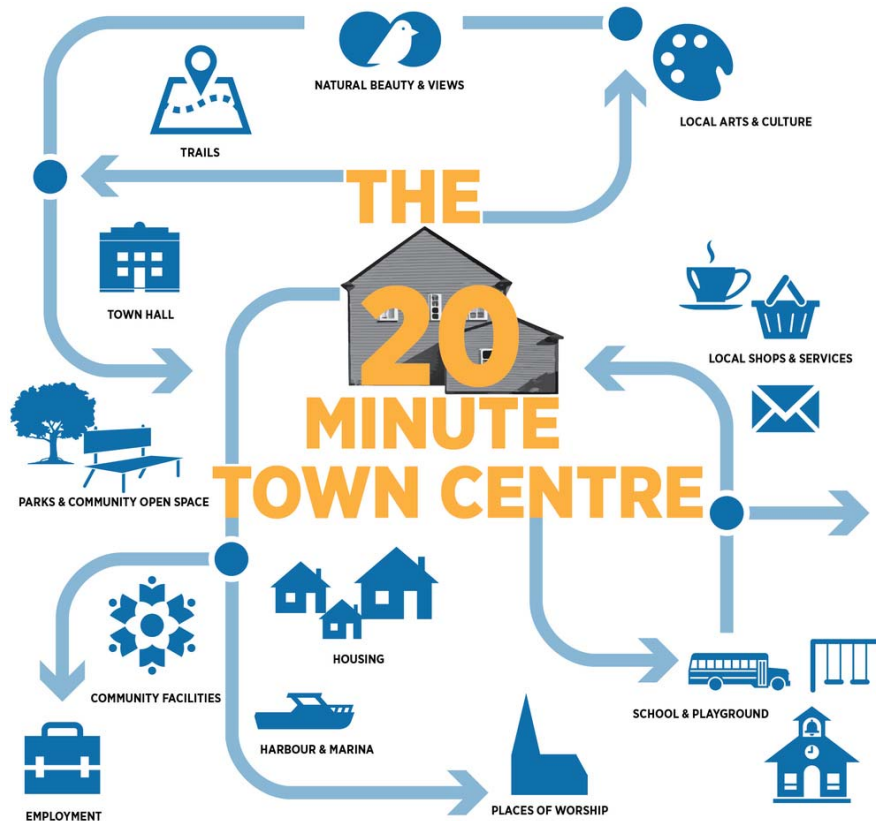 NATURAL BEAUTY & VIEWS
LOCAL ARTS & CULTURE
TRAILS
THE
20
MINUTE
TOWN CENTRE
TOWN HALL
LOCAL SHOPS & SERVICES
PARKS & COMMUNITY OPEN SPACE
HOUSING
COMMUNITY FACILITIES
SCHOOL & PLAYGROUND
HARBOUR & MARINA
EMPLOYMENT
PLACES OF WORSHIP